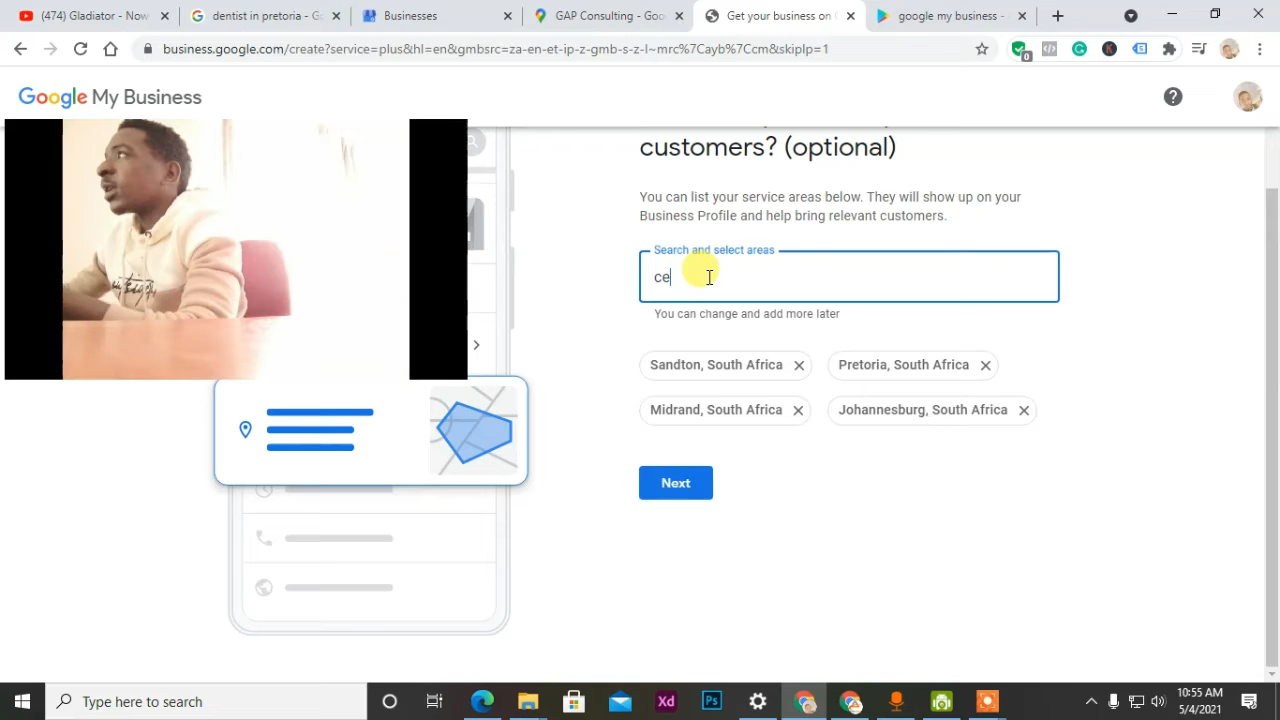 (474) Gladiator - Now
dentist in pretoria - G
Businesses
GAP Consulting - Goo
Get your business on
google my business -
business.google.com/create?service=plus&hl=en&gmbsrc=za-en-et-ip-z-gmb-s-z-l~mrc%7Cayb%7Ccm&skipIp=1
0
Google My Business
customers? (optional)
You can list your service areas below. They will show up on your
Business Profile and help bring relevant customers.
Search and select areas
ce
You can change and add more later
Sandton, South Africa
Pretoria, South Africa
Midrand, South Africa
Johannesburg, South Africa
Next
Type here to search
Xd
Ps
10:55 AM
5/4/2021